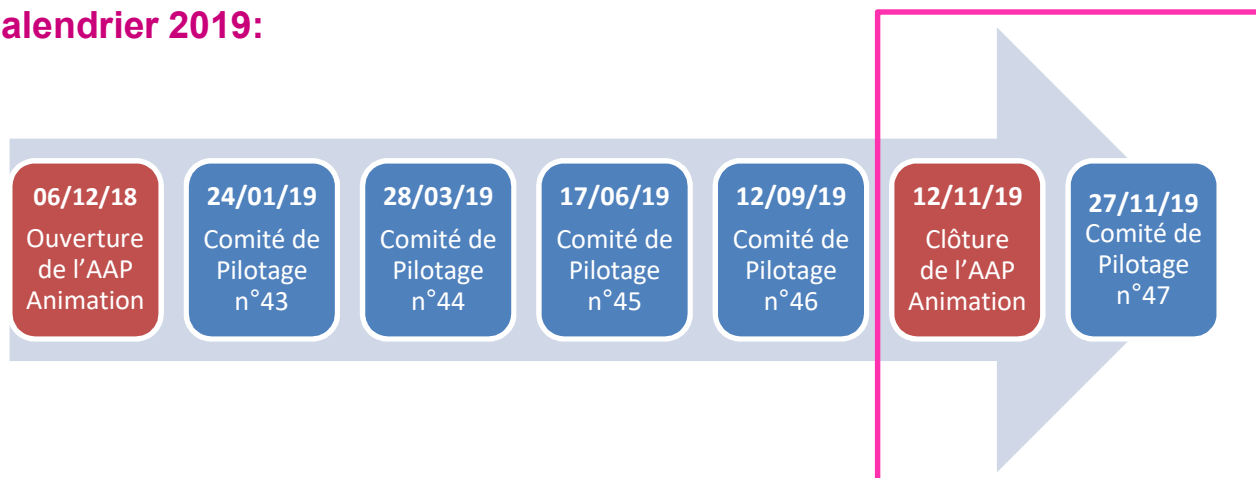 alendrier 2019:
06/12/18
Ouverture
de l’AAP
Animation
24/01/19
Comité de
Pilotage
n°43
28/03/19
Comité de
Pilotage
n°44
17/06/19
Comité de
Pilotage
n°45
12/09/19
Comité de
Pilotage
n°46
12/11/19
Clôture
de l’AAP
Animation
27/11/19
Comité de
Pilotage
n°47